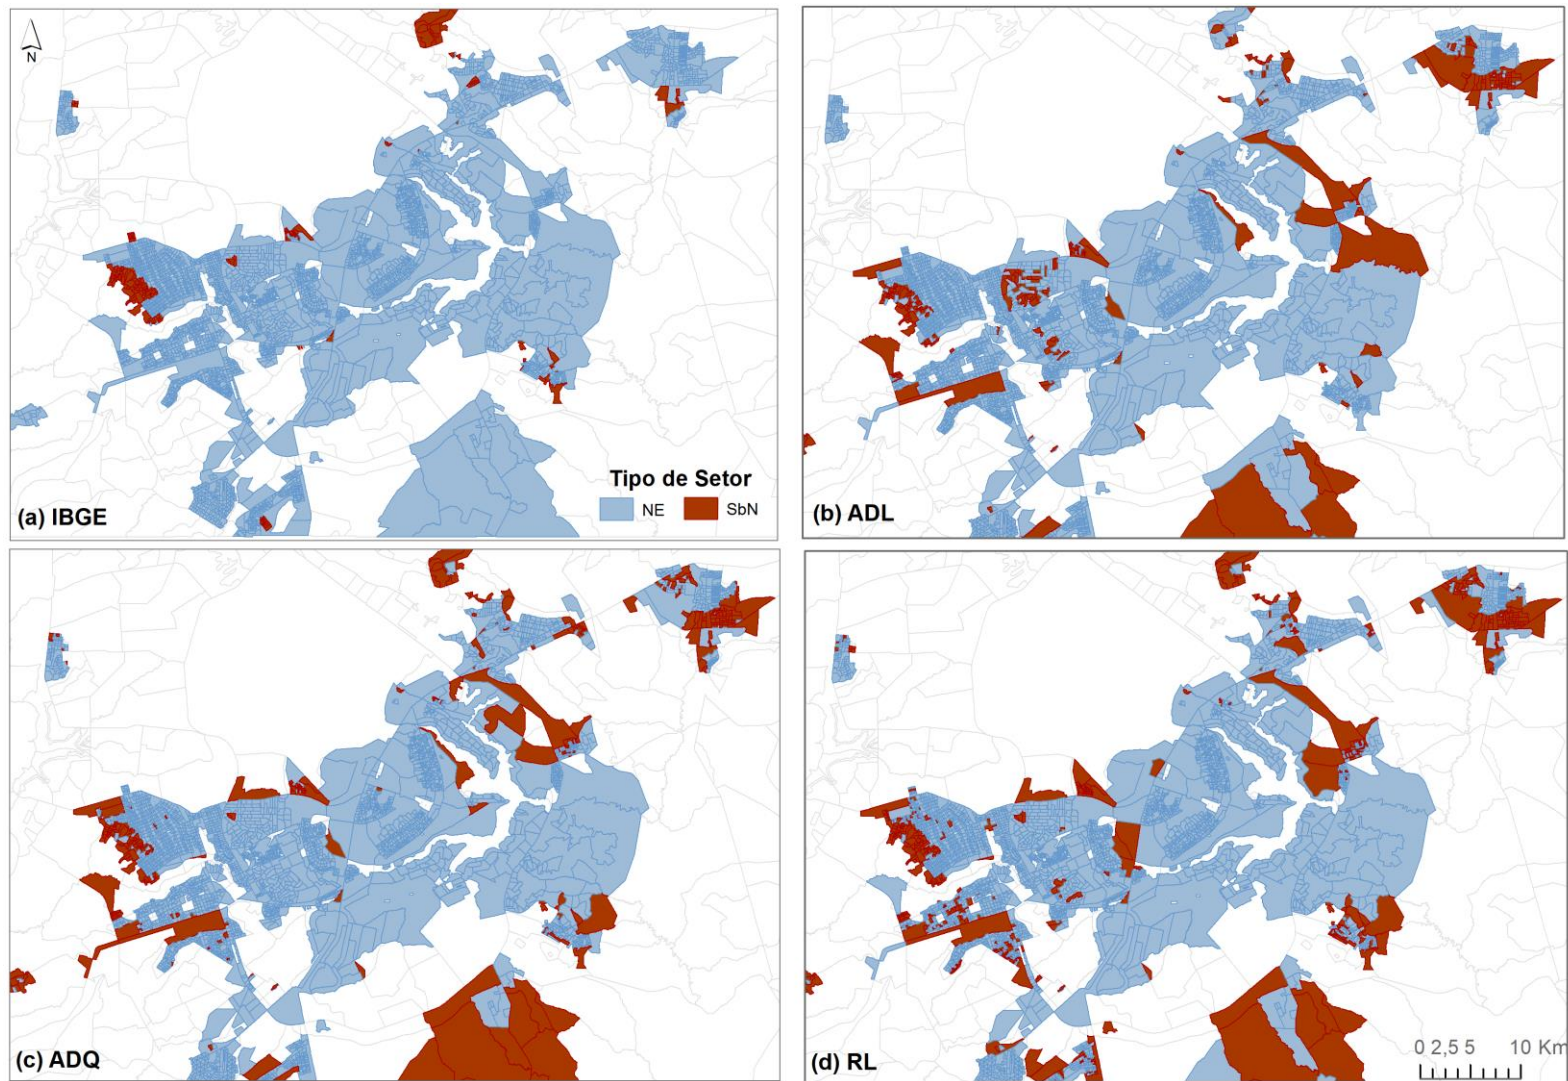 N
Tipo de Setor
NE SbN
(a) IBGE
(b) ADL
(c) ADQ
(d) RL
0 2,5 5 10 Km